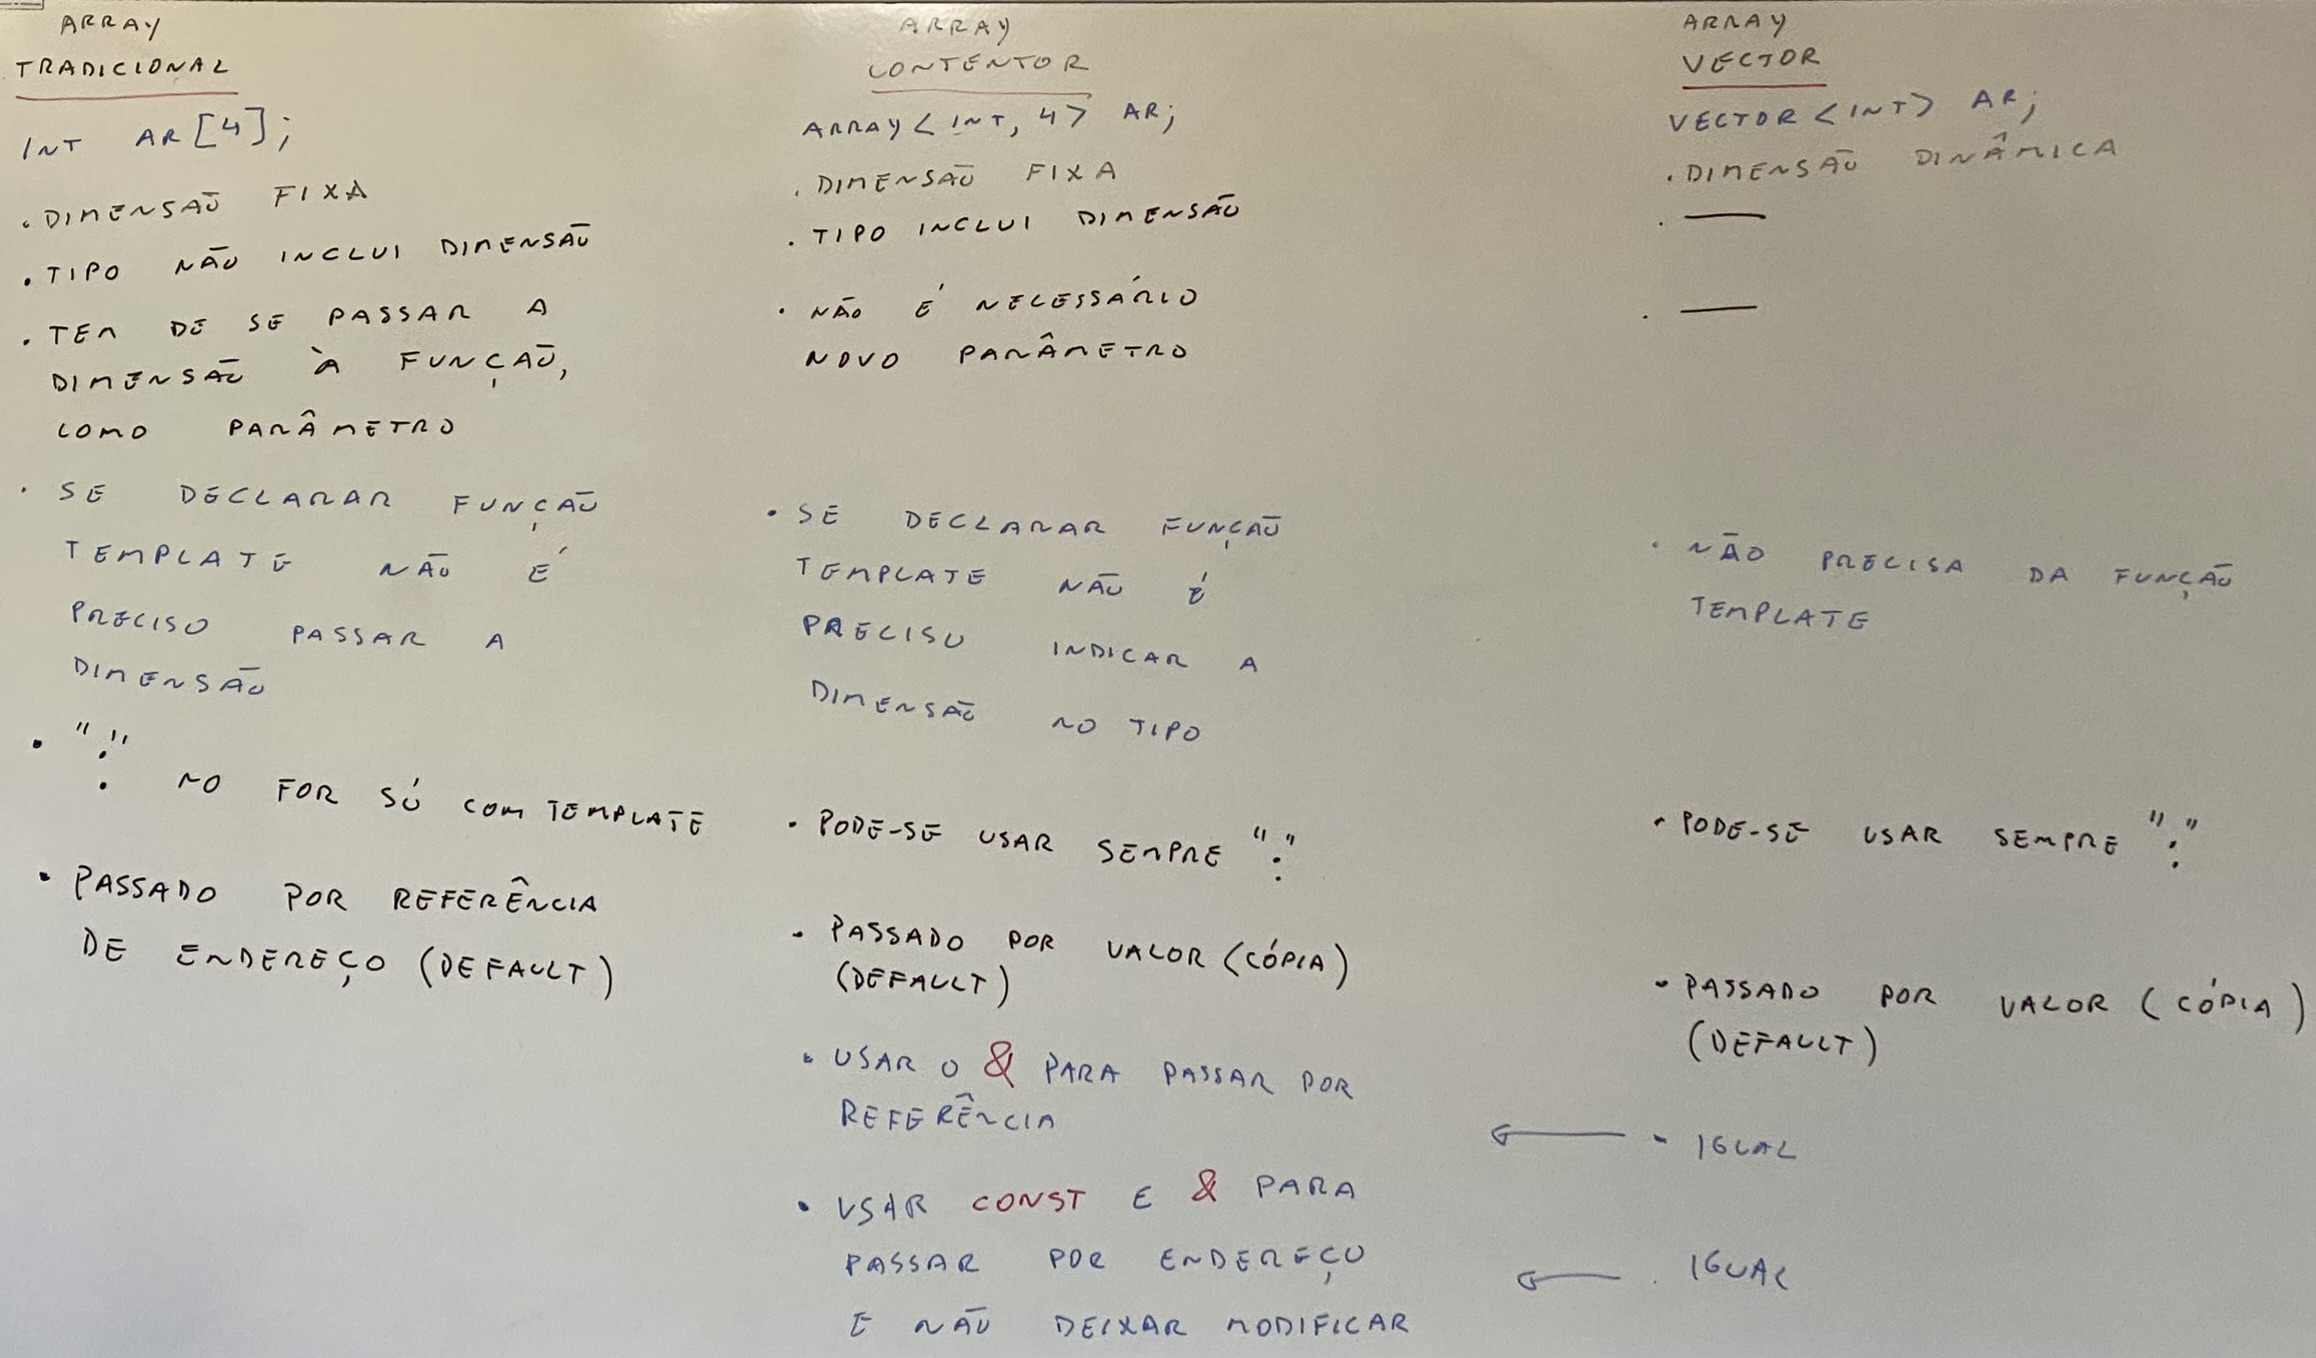 ARRAY
TRADICIONAL
INT AR[4];
. DIMENSÃO FIXA
. TIPO NÃO INCLUI DIMENSÃO
. TEM DE SE PASSAR A
DIMENSÃO À FUNÇÃO,
COMO PARÂMETRO
. SE DECLARAR FUNÇÃO
TEMPLATE NÃO É
PRECISO PASSAR A
DIMENSÃO
. ":" NO FOR SÓ COM TEMPLATE
. PASSADO POR REFERÊNCIA
DE ENDEREÇO (DEFAULT)
ARRAY
CONTENTOR
ARRAY<INT, 4> AR;
. DIMENSÃO FIXA
. TIPO INCLUI DIMENSÃO
. NÃO É NECESSÁRIO
NOVO PARÂMETRO
. SE DECLARAR FUNÇÃO
TEMPLATE NÃO É
PRECISO INDICAR A
DIMENSÃO NO TIPO
. PODE-SE USAR SEMPRE ":"
. PASSADO POR VALOR (CÓPIA)
(DEFAULT)
. USAR O & PARA PASSAR POR
REFERÊNCIA
. USAR CONST E & PARA
PASSAR POR ENDEREÇO
E NÃO DEIXAR MODIFICAR
ARRAY
VECTOR
VECTOR<INT> AR;
. DIMENSÃO DINÂMICA
. —
. —
. NÃO PRECISA DA FUNÇÃO
TEMPLATE
. PODE-SE USAR SEMPRE ":"
. PASSADO POR VALOR (CÓPIA)
(DEFAULT)
← . IGUAL
← . IGUAL